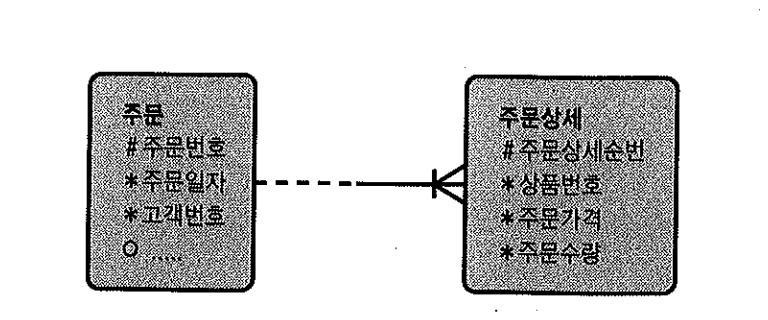 주문
#주문번호
*주문일자
*고객번호
O .....
주문상세
#주문상세순번
*상품번호
*주문가격
*주문수량